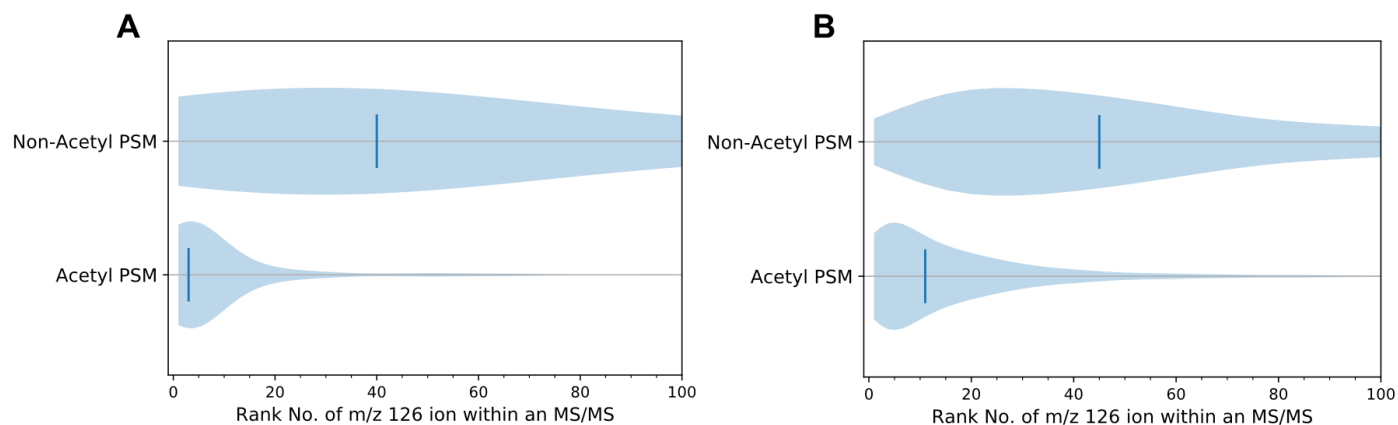 A
Non-Acetyl PSM
Acetyl PSM
0 20 40 60 80 100
Rank No. of m/z 126 ion within an MS/MS
B
Non-Acetyl PSM
Acetyl PSM
0 20 40 60 80 100
Rank No. of m/z 126 ion within an MS/MS